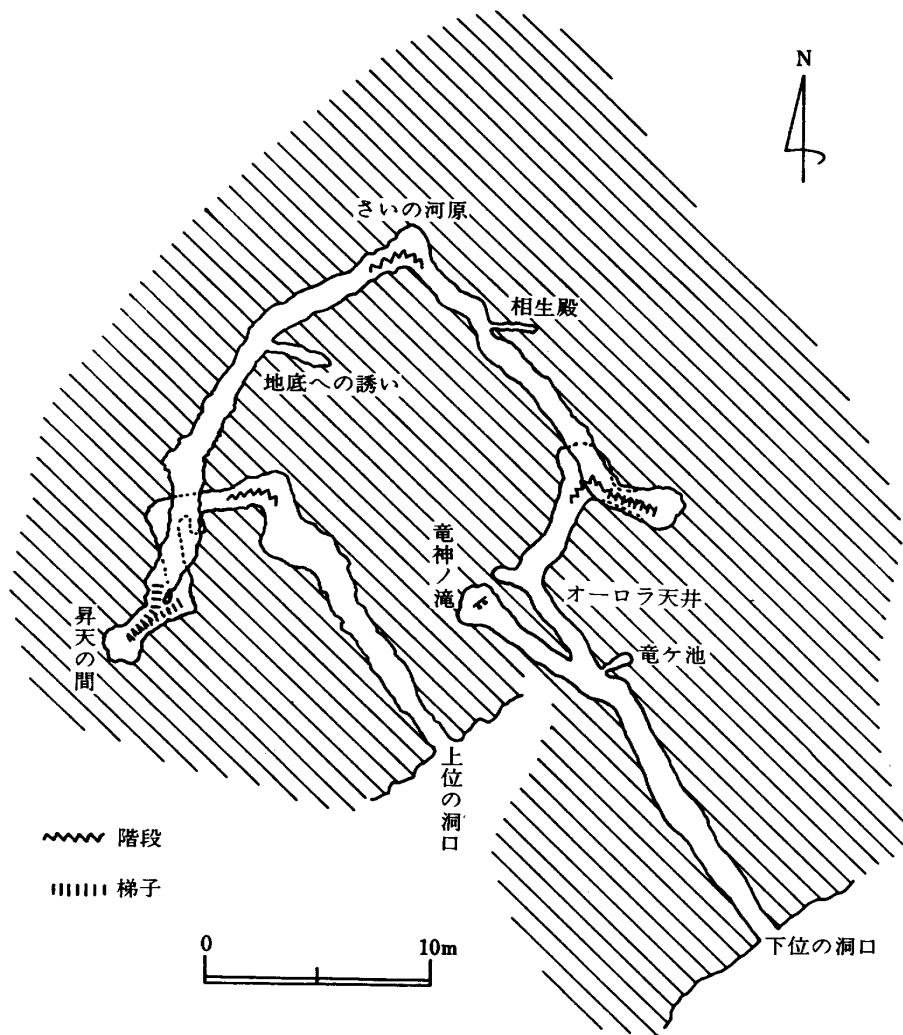 N
さいの河原
相生殿
地底への誘い
竜神ノ滝
オーロラ天井
竜ケ池
昇天の間
上位の洞口
階段
梯子
0 10m
下位の洞口